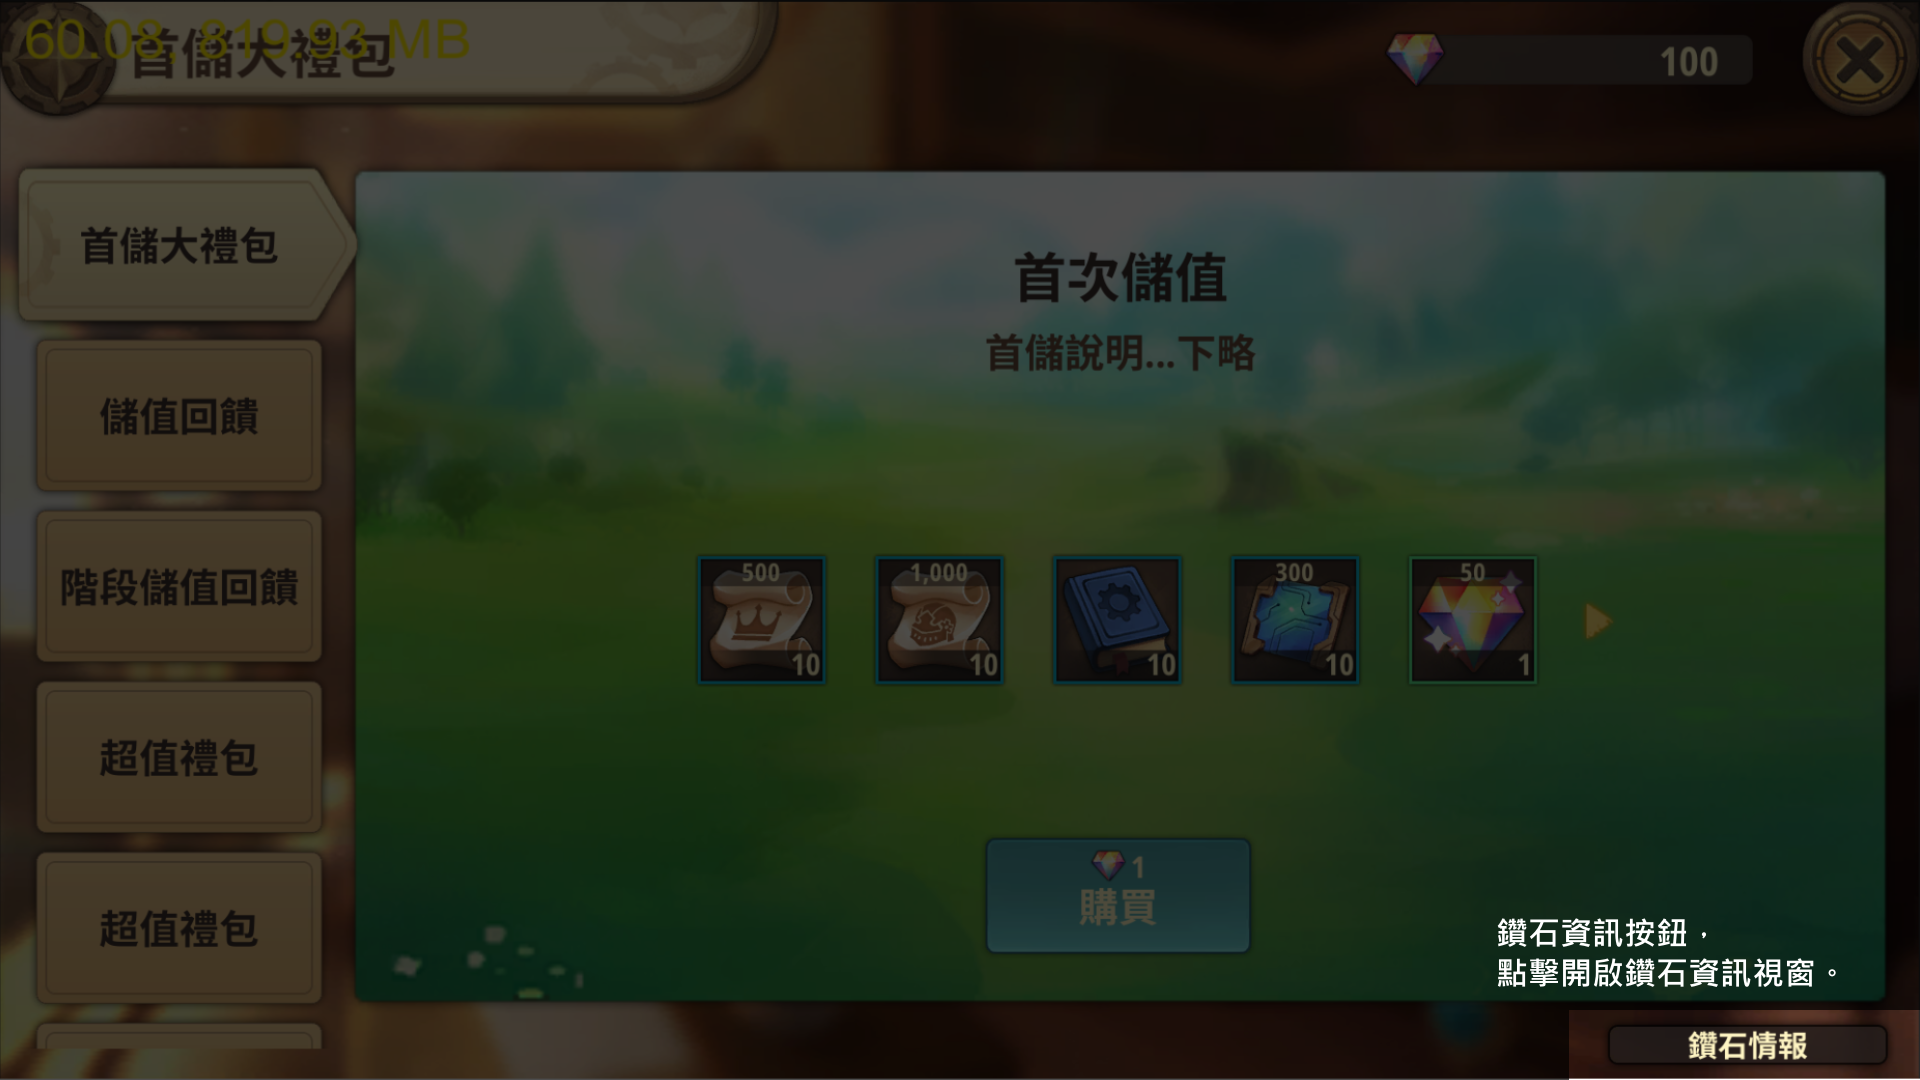 60.08, 819.93 MB
首儲大禮包
100
首儲大禮包
儲值回饋
階段儲值回饋
超值禮包
超值禮包
首次儲值
首儲說明...下略
500
10
1,000
10
10
300
10
50
1
1
購買
鑽石資訊按鈕，
點擊開啟鑽石資訊視窗。
鑽石情報